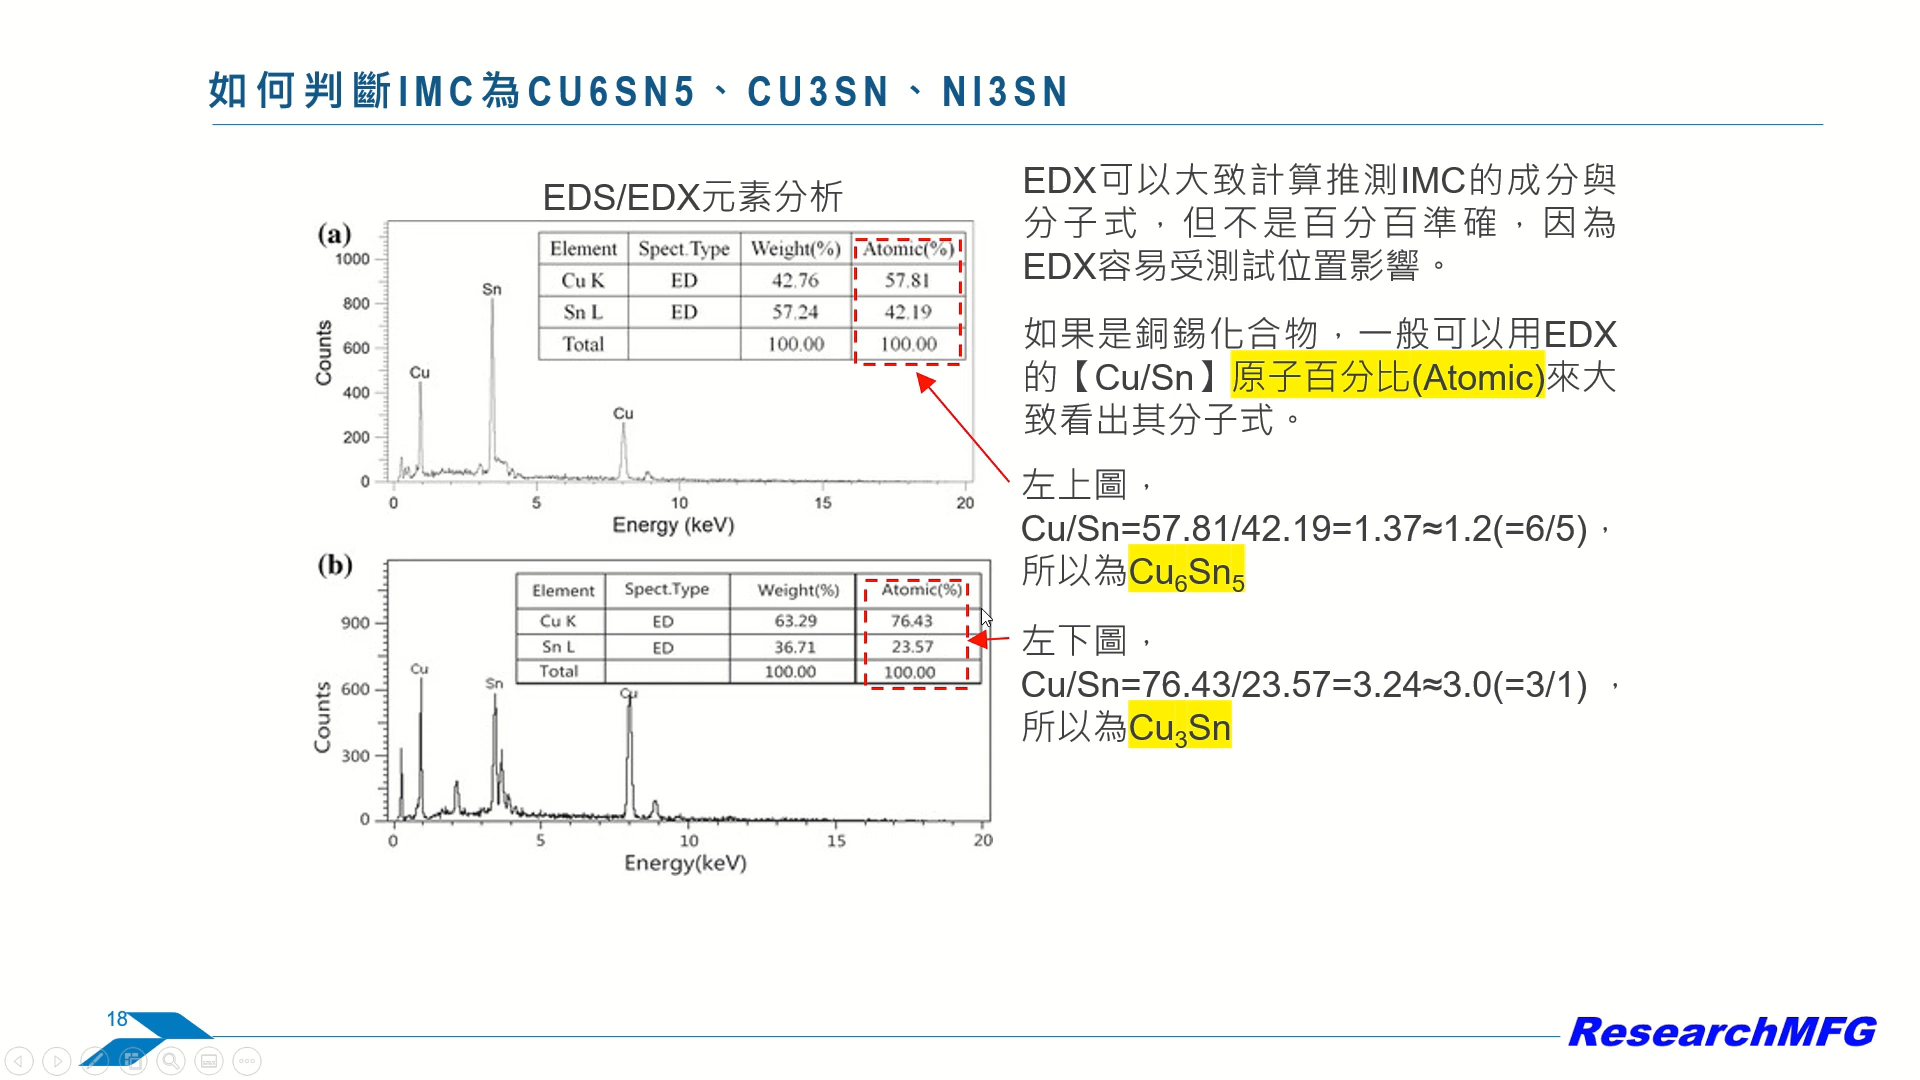 如何判斷IMC為CU6SN5、CU3SN、NI3SN
EDS/EDX元素分析
(a)
Element Spect.Type Weight(%) Atomic(%)
Cu K ED 42.76 57.81
Sn L ED 57.24 42.19
Total 100.00 100.00
Counts
1000
800
600
400
200
0
Cu
Sn
Cu
0 5 10 15 20
Energy (keV)
(b)
Element Spect.Type Weight(%) Atomic(%)
Cu K ED 63.29 76.43
Sn L ED 36.71 23.57
Total 100.00 100.00
Counts
900
600
300
0
Cu
Sn
Cu
0 5 10 15 20
Energy(keV)
EDX可以大致計算推測IMC的成分與
分子式，但不是百分百準確，因為
EDX容易受測試位置影響。
如果是銅錫化合物，一般可以用EDX
的【Cu/Sn】原子百分比(Atomic)來大
致看出其分子式。
左上圖，
Cu/Sn=57.81/42.19=1.37≈1.2(=6/5)，
所以為Cu₆Sn₅
左下圖，
Cu/Sn=76.43/23.57=3.24≈3.0(=3/1) ，
所以為Cu₃Sn
18
ResearchMFG